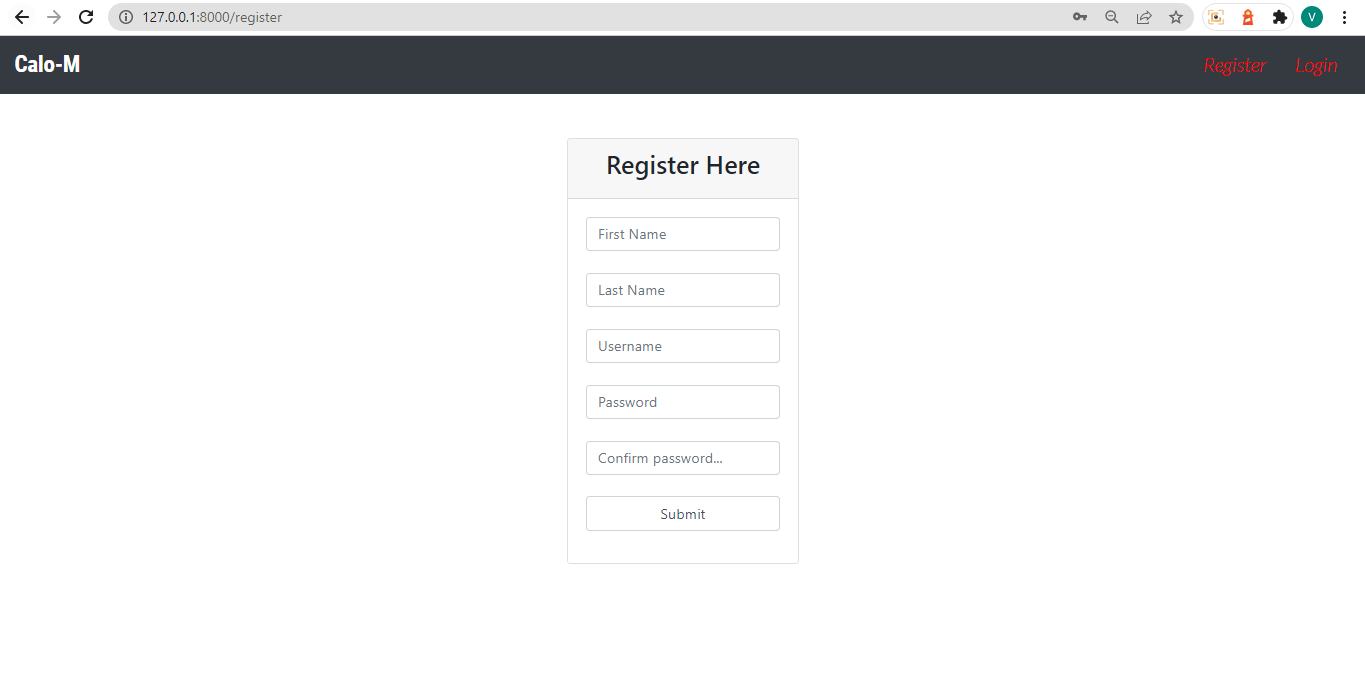 127.0.0.1:8000/register
V
Calo-M
Register Login
Register Here
First Name
Last Name
Username
Password
Confirm password...
Submit